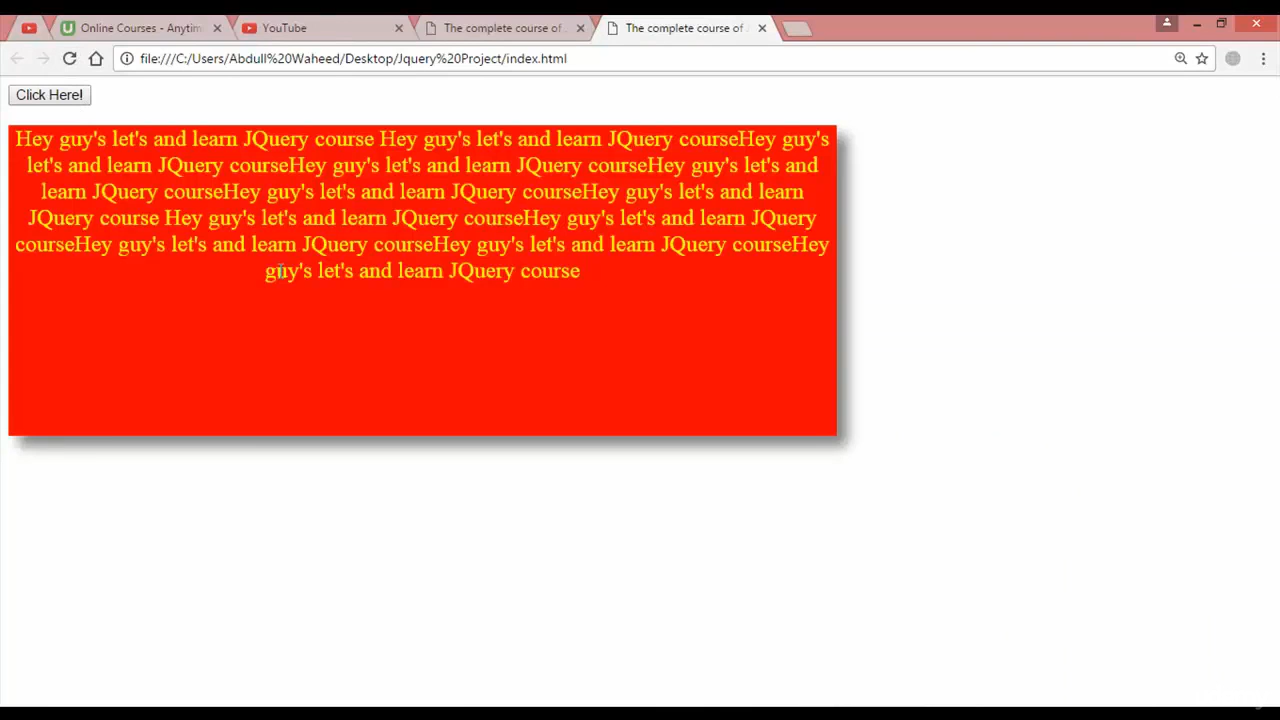 Online Courses - Anytim
YouTube
The complete course of
The complete course of
file:///C:/Users/Abdull%20Waheed/Desktop/Jquery%20Project/index.html
Click Here!
Hey guy's let's and learn JQuery course Hey guy's let's and learn JQuery courseHey guy's
let's and learn JQuery courseHey guy's let's and learn JQuery courseHey guy's let's and
learn JQuery courseHey guy's let's and learn JQuery courseHey guy's let's and learn
JQuery course Hey guy's let's and learn JQuery courseHey guy's let's and learn JQuery
courseHey guy's let's and learn JQuery courseHey guy's let's and learn JQuery courseHey
guy's let's and learn JQuery course